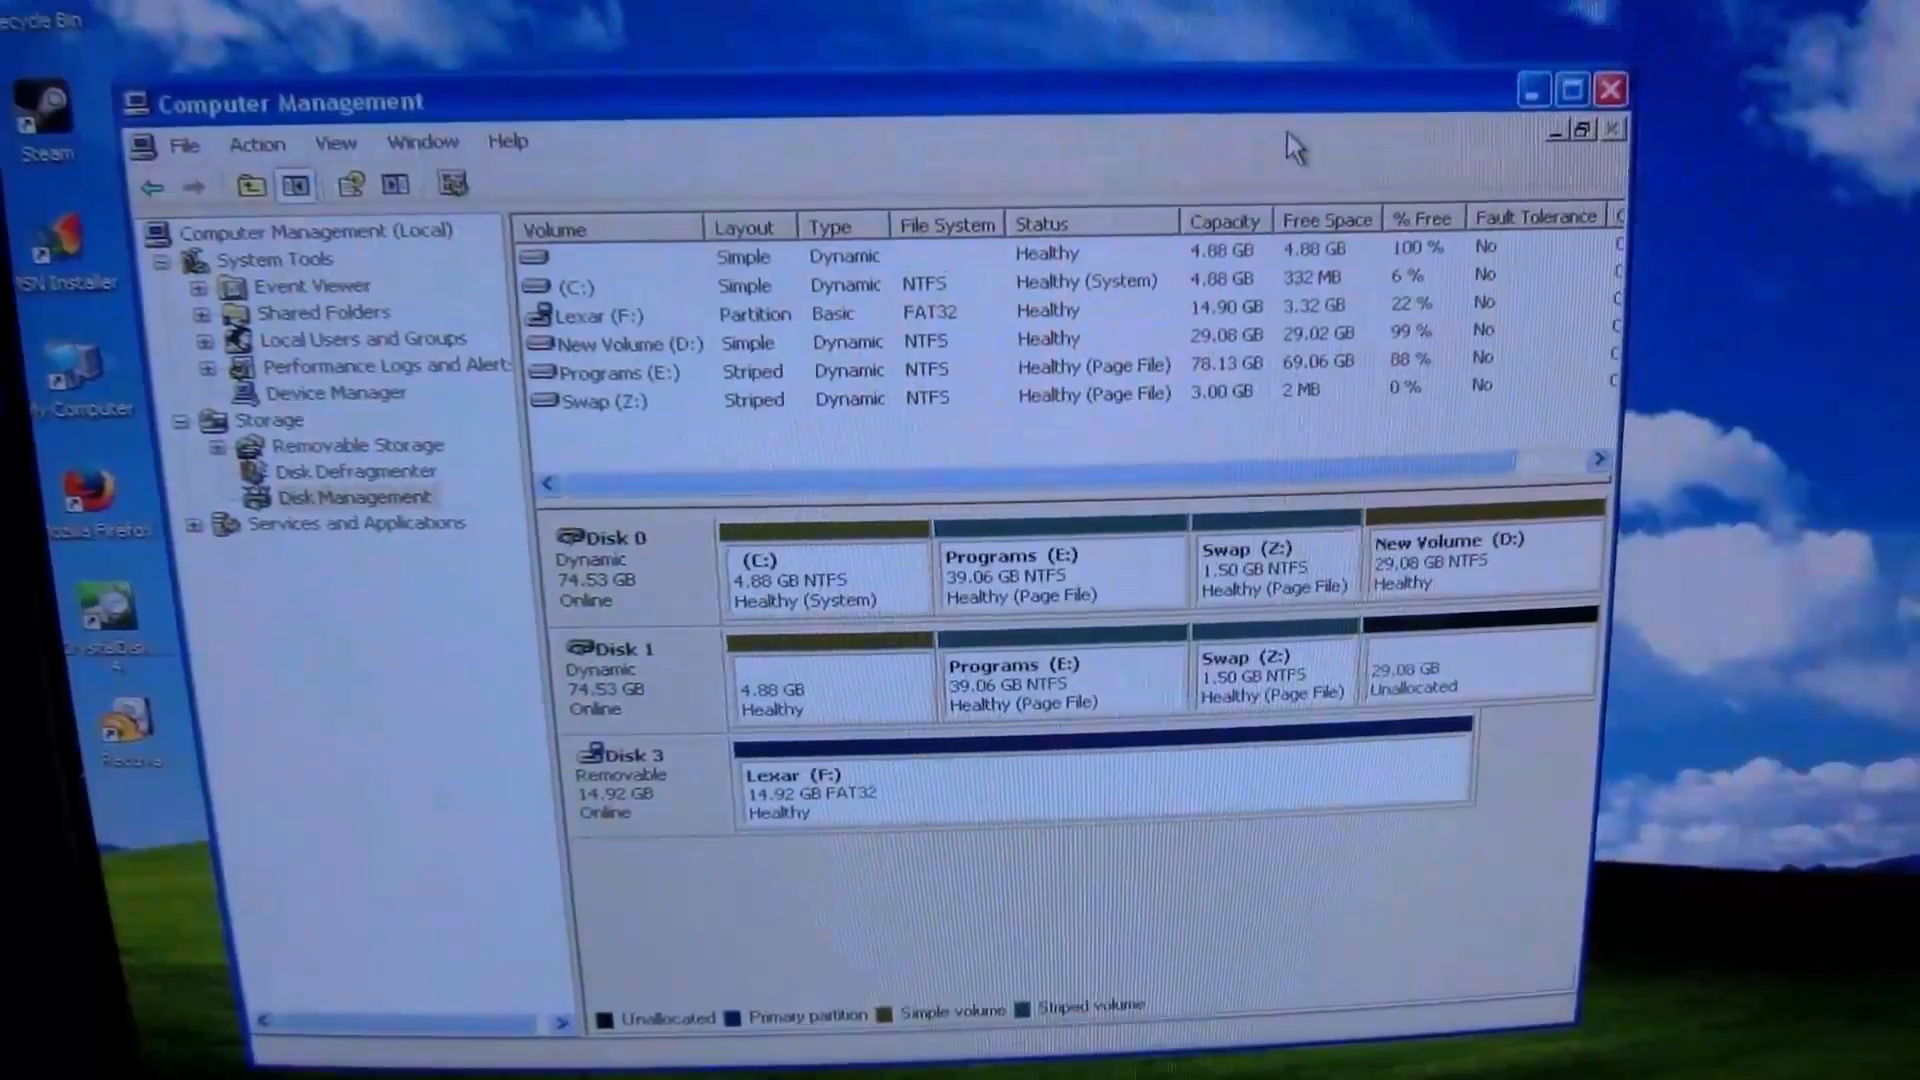 ecycle Bin
Steam
SN Installer
My Computer
Mozilla Firefox
4
Computer Management
File Action View Window Help
Computer Management (Local)
System Tools
Event Viewer
Shared Folders
Local Users and Groups
Performance Logs and Alert
Device Manager
Storage
Removable Storage
Disk Defragmenter
Disk Management
Services and Applications
Volume Layout Type File System Status Capacity Free Space % Free Fault Tolerance
Simple Dynamic Healthy 4.88 GB 4.88 GB 100 % No
(C:) Simple Dynamic NTFS Healthy (System) 4.88 GB 332 MB 6 % No
Lexar (F:) Partition Basic FAT32 Healthy 14.90 GB 3.32 GB 22 % No
New Volume (D:) Simple Dynamic NTFS Healthy 29.08 GB 29.02 GB 99 % No
Programs (E:) Striped Dynamic NTFS Healthy (Page File) 78.13 GB 69.06 GB 88 % No
Swap (Z:) Striped Dynamic NTFS Healthy (Page File) 3.00 GB 2 MB 0 % No
Disk 0
Dynamic
74.53 GB
Online
(C:)
4.88 GB NTFS
Healthy (System)
Programs (E:)
39.06 GB NTFS
Healthy (Page File)
Swap (Z:)
1.50 GB NTFS
Healthy (Page File)
New Volume (D:)
29.08 GB NTFS
Healthy
Disk 1
Dynamic
74.53 GB
Online
4.88 GB
Healthy
Programs (E:)
39.06 GB NTFS
Healthy (Page File)
Swap (Z:)
1.50 GB NTFS
Healthy (Page File)
29.08 GB
Unallocated
Disk 3
Removable
14.92 GB
Online
Lexar (F:)
14.92 GB FAT32
Healthy
Unallocated Primary partition Simple volume Striped volume